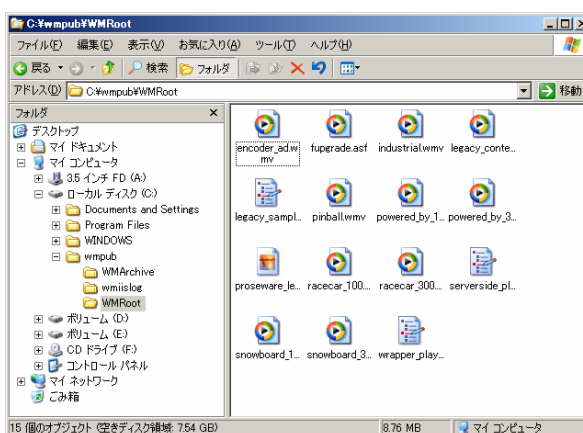 C:¥wmpub¥WMRoot
ファイル(F) 編集(E) 表示(V) お気に入り(A) ツール(T) ヘルプ(H)
戻る 検索 フォルダ
アドレス(D) C:¥wmpub¥WMRoot 移動
フォルダ
デスクトップ
マイ ドキュメント
マイ コンピュータ
3.5 インチ FD (A:)
ローカル ディスク (C:)
Documents and Settings
Program Files
WINDOWS
wmpub
WMArchive
wmiislog
WMRoot
ボリューム (D:)
ボリューム (E:)
CD ドライブ (F:)
コントロール パネル
マイ ネットワーク
ごみ箱
encoder_ad.w
mv
fupgrade.asf
industrial.wmv
legacy_conte...
legacy_sampl...
pinball.wmv
powered_by_1...
powered_by_3...
proseware_le...
racecar_100...
racecar_300...
serverside_pl...
snowboard_1...
snowboard_3...
wrapper_play...
15 個のオブジェクト (空きディスク領域: 7.54 GB) 8.76 MB マイ コンピュータ